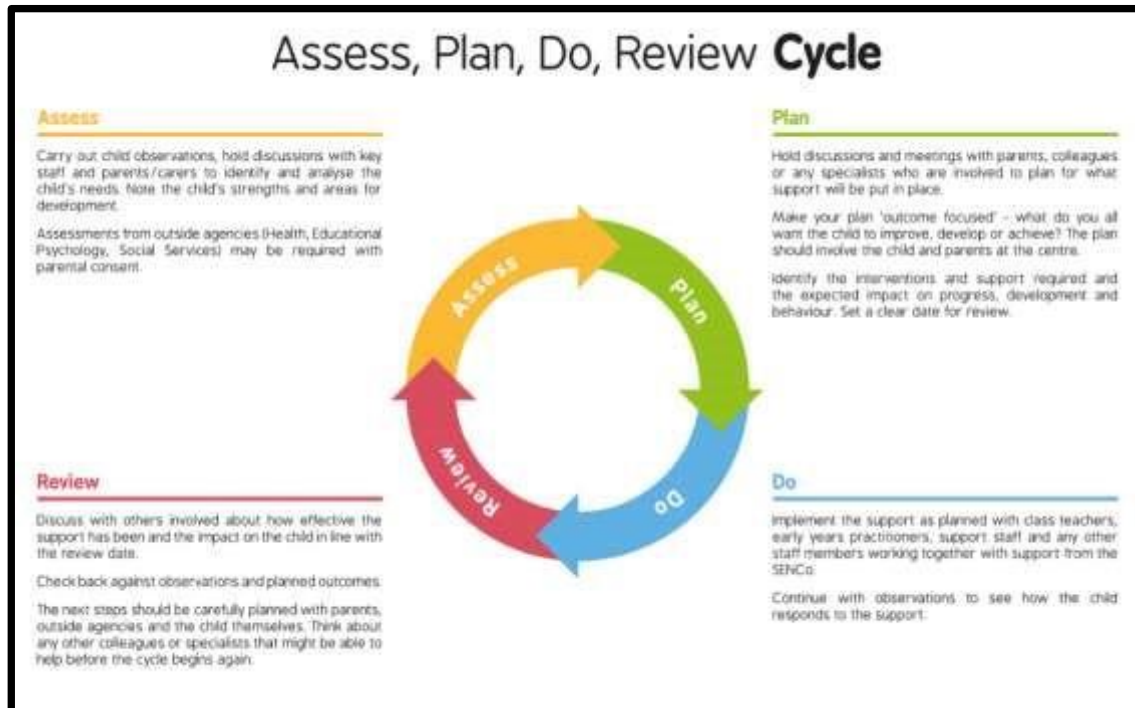 Assess, Plan, Do, Review Cycle
Assess
Carry out child observations, hold discussions with key
staff and parents/carers to identify and analyse the
child's needs. Note the child's strengths and areas for
development.
Assessments from outside agencies (Health, Educational
Psychology, Social Services) may be required with
parental consent.
Plan
Hold discussions and meetings with parents, colleagues
or any specialists who are involved to plan for what
support will be put in place.
Make your plan 'outcome focused' – what do you all
want the child to improve, develop or achieve? The plan
should involve the child and parents at the centre.
Identify the interventions and support required and
the expected impact on progress, development and
behaviour. Set a clear date for review.
Assess
Plan
Do
Review
Review
Discuss with others involved about how effective the
support has been and the impact on the child in line with
the review date.
Check back against observations and planned outcomes.
The next steps should be carefully planned with parents,
outside agencies and the child themselves. Think about
any other colleagues or specialists that might be able to
help before the cycle begins again.
Do
Implement the support as planned with class teachers,
early years practitioners, support staff and any other
staff members working together with support from the
SENCo.
Continue with observations to see how the child
responds to the support.